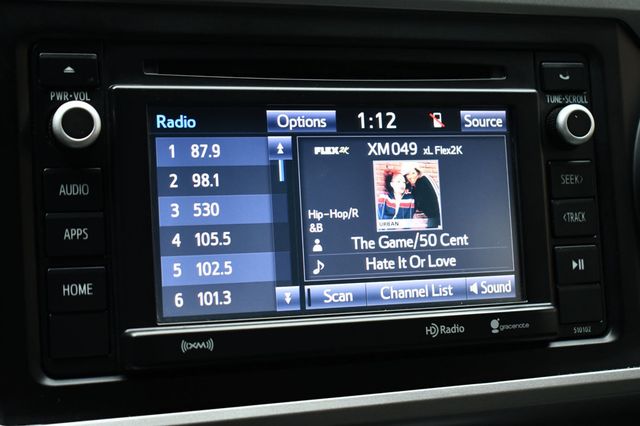 PWR•VOL
AUDIO
APPS
HOME
Radio
Options
1:12
Source
1 87.9
2 98.1
3 530
4 105.5
5 102.5
6 101.3
FLEX2K
XM049 xL Flex2K
URBAN
Hip-Hop/R
&B
The Game/50 Cent
Hate It Or Love
Scan
Channel List
Sound
TUNE•SCROLL
SEEK>
<TRACK
510102
((XM))
HD Radio
gracenote